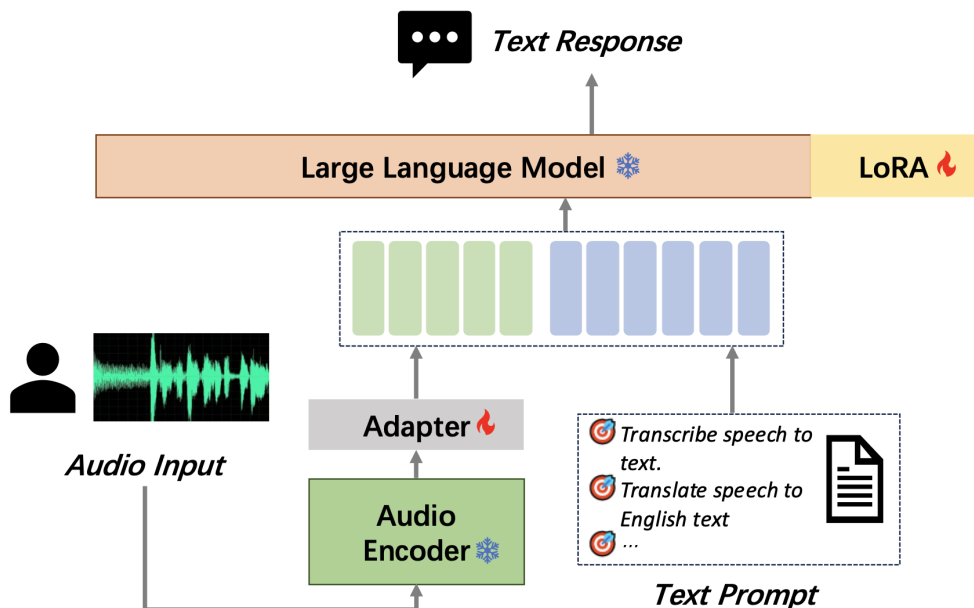 Text Response
Large Language Model
LoRA
Adapter
Audio Input
Audio
Encoder
Transcribe speech to
text.
Translate speech to
English text
...
Text Prompt